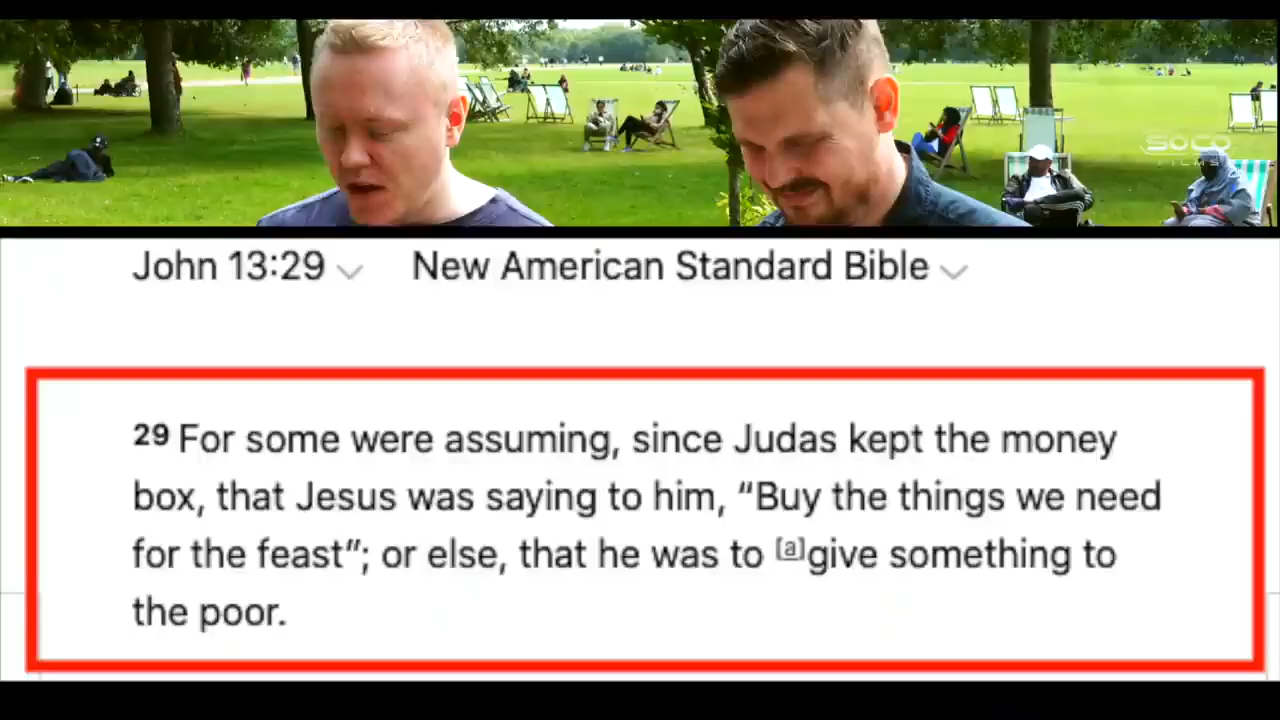 SOCO
FILMS
John 13:29 New American Standard Bible
29 For some were assuming, since Judas kept the money
box, that Jesus was saying to him, “Buy the things we need
for the feast”; or else, that he was to [a]give something to
the poor.